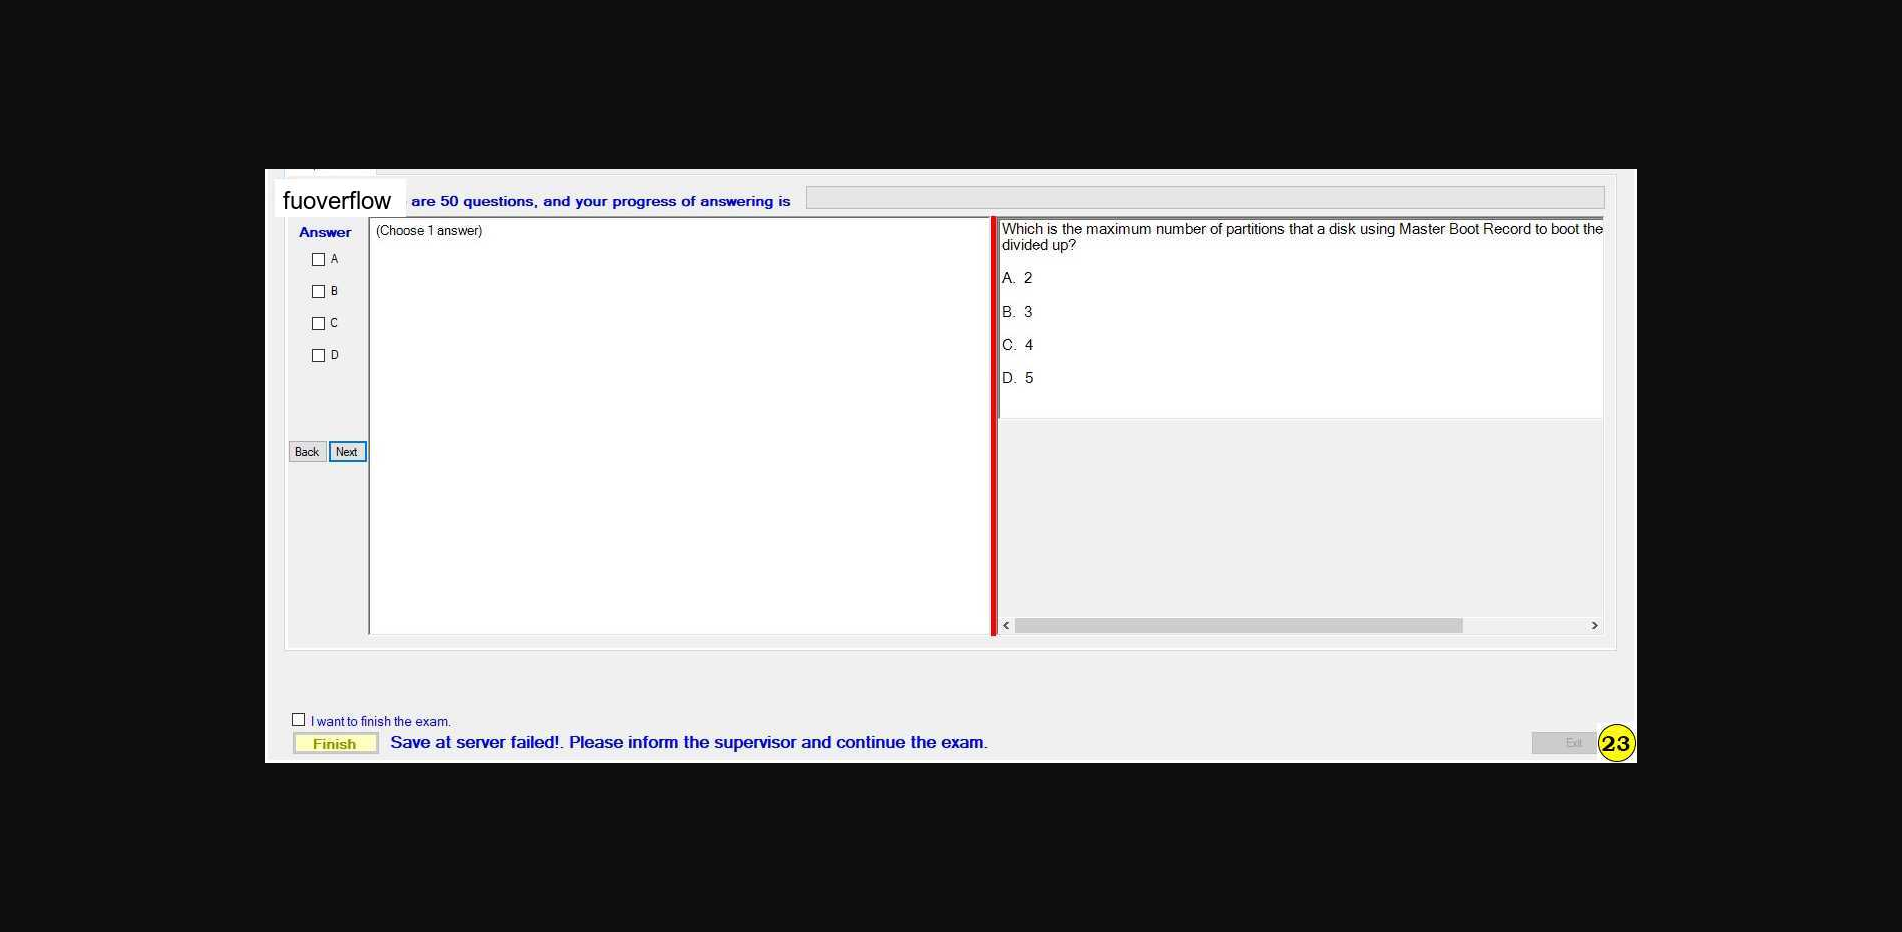 fuoverflow are 50 questions, and your progress of answering is
Answer
(Choose 1 answer)
A
B
C
D
Back Next
Which is the maximum number of partitions that a disk using Master Boot Record to boot the
divided up?
A. 2
B. 3
C. 4
D. 5
I want to finish the exam.
Finish Save at server failed!. Please inform the supervisor and continue the exam.
Exit 23